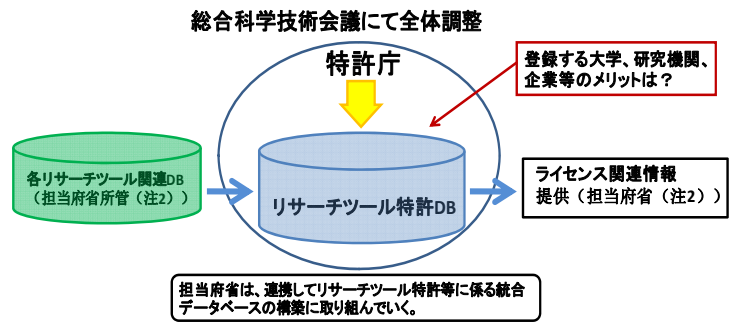 総合科学技術会議にて全体調整
特許庁
登録する大学、研究機関、
企業等のメリットは？
各リサーチツール関連DB
（担当府省所管（注2））
リサーチツール特許DB
ライセンス関連情報
提供（担当府省（注2））
担当府省は、連携してリサーチツール特許等に係る統合
データベースの構築に取り組んでいく。